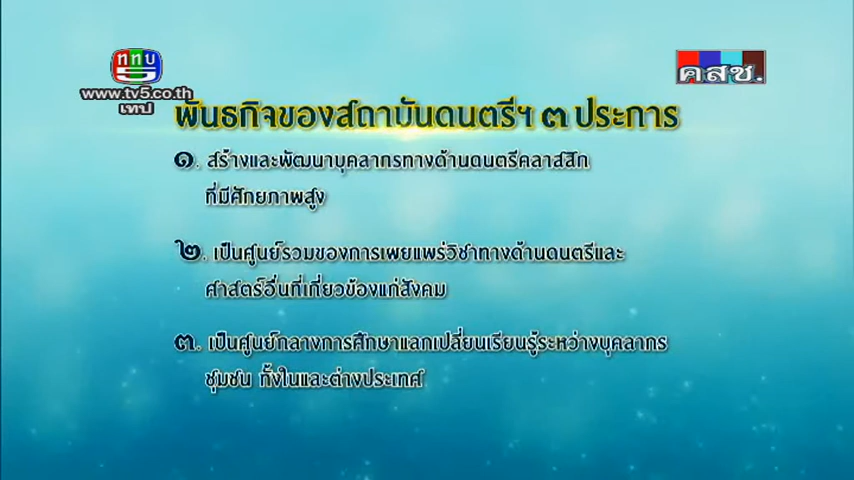 ททบ
5
www.tv5.co.th
เทป
คสช.
พันธกิจของสถาบันดนตรีฯ ๓ ประการ
๑. สร้างและพัฒนาบุคลากรทางด้านดนตรีคลาสสิก
ที่มีศักยภาพสูง
๒. เป็นศูนย์รวมของการเผยแพร่วิชาทางด้านดนตรีและ
ศาสตร์อื่นที่เกี่ยวข้องแก่สังคม
๓. เป็นศูนย์กลางการศึกษาแลกเปลี่ยนเรียนรู้ระหว่างบุคลากร
ชุมชน ทั้งในและต่างประเทศ